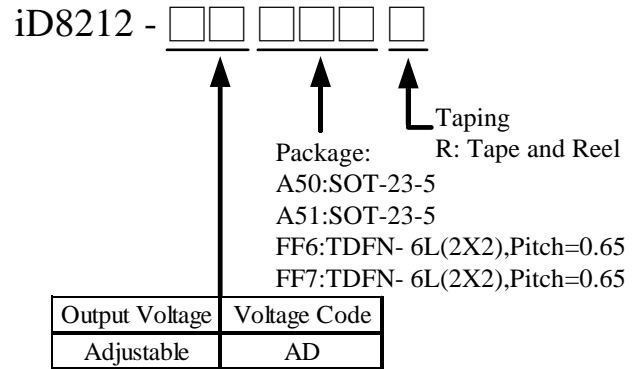 iD8212 - □□ □□□ □
Taping
R: Tape and Reel
Package:
A50:SOT-23-5
A51:SOT-23-5
FF6:TDFN- 6L(2X2),Pitch=0.65
FF7:TDFN- 6L(2X2),Pitch=0.65
Output Voltage Voltage Code
Adjustable AD